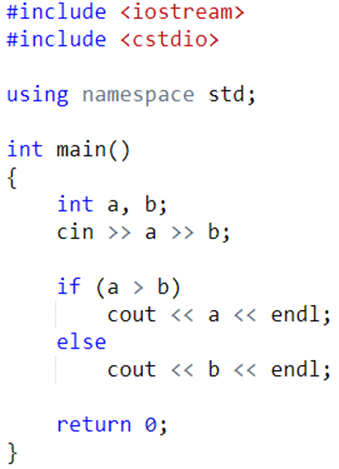 #include <iostream>
#include <cstdio>

using namespace std;

int main()
{
    int a, b;
    cin >> a >> b;

    if (a > b)
        cout << a << endl;
    else
        cout << b << endl;

    return 0;
}